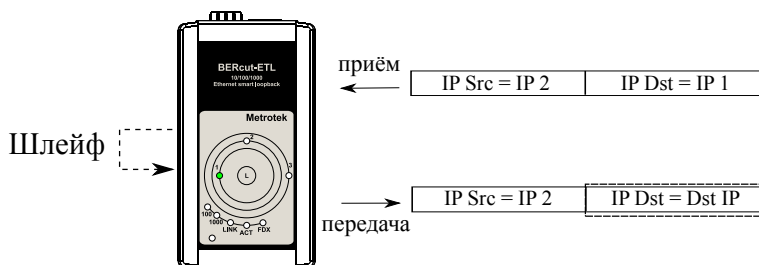 BERcut-ETL
10/100/1000
Ethernet smart loopback
Metrotek
2
1
3
L
100
1000
LINK
ACT
FDX
Шлейф
приём
IP Src = IP 2
IP Dst = IP 1
передача
IP Src = IP 2
IP Dst = Dst IP